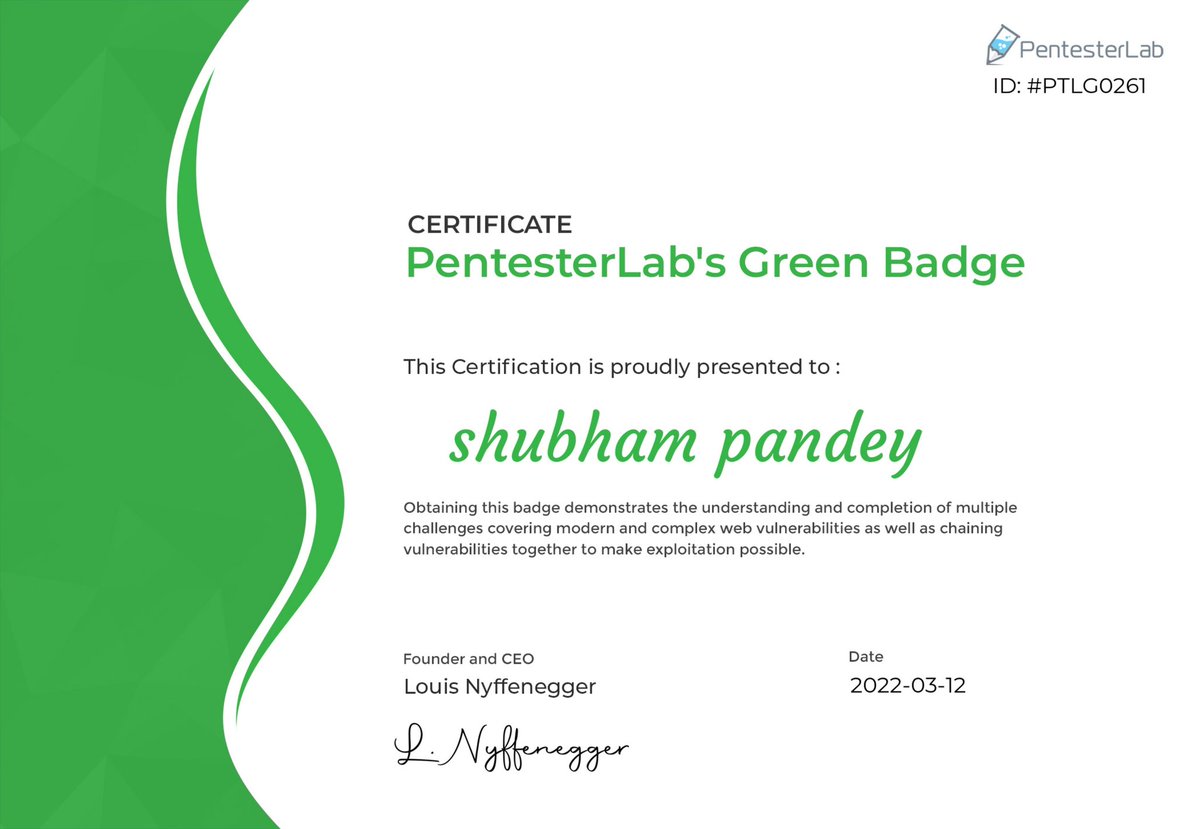 PentesterLab
ID: #PTLG0261
CERTIFICATE
PentesterLab's Green Badge
This Certification is proudly presented to :
shubham pandey
Obtaining this badge demonstrates the understanding and completion of multiple
challenges covering modern and complex web vulnerabilities as well as chaining
vulnerabilities together to make exploitation possible.
Founder and CEO
Louis Nyffenegger
Date
2022-03-12
L. Nyffenegger